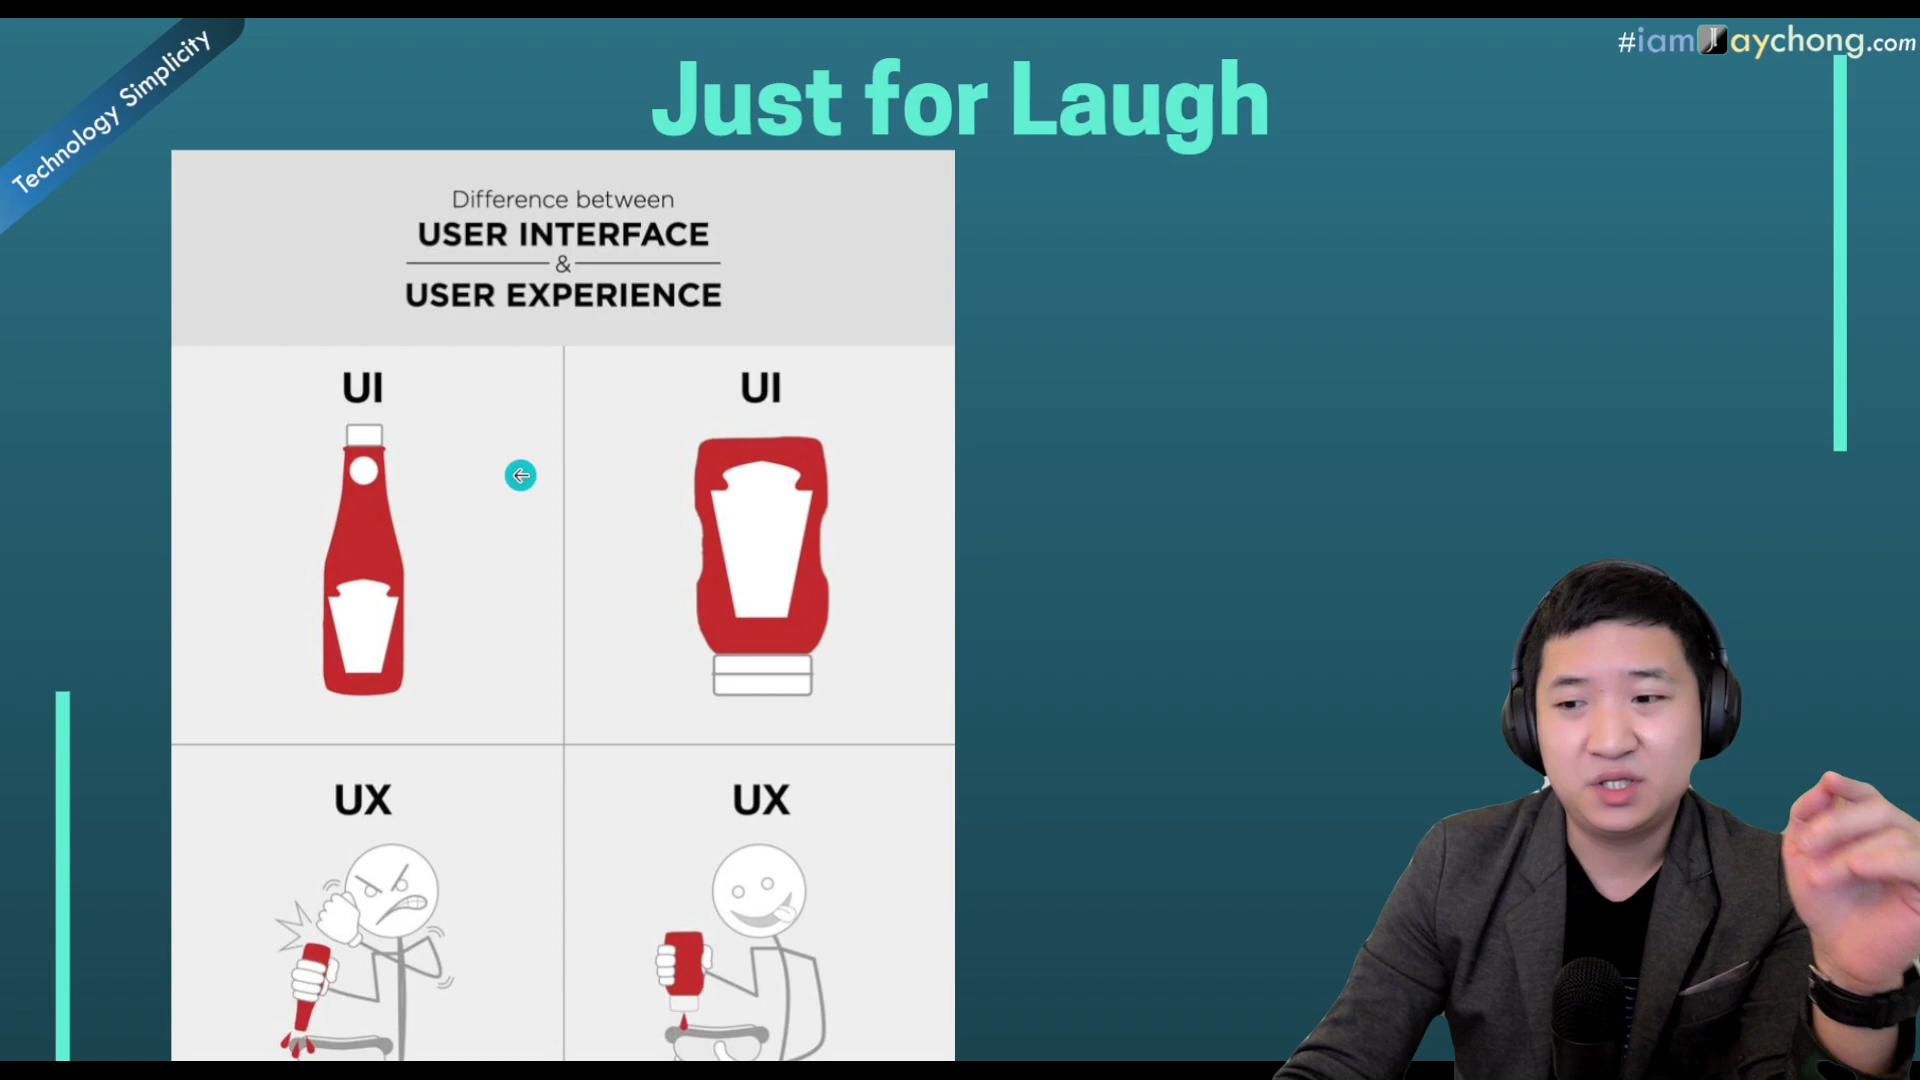 Technology Simplicity
#iamJaychong.com
Just for Laugh
Difference between
USER INTERFACE
&
USER EXPERIENCE
UI
UI
UX
UX